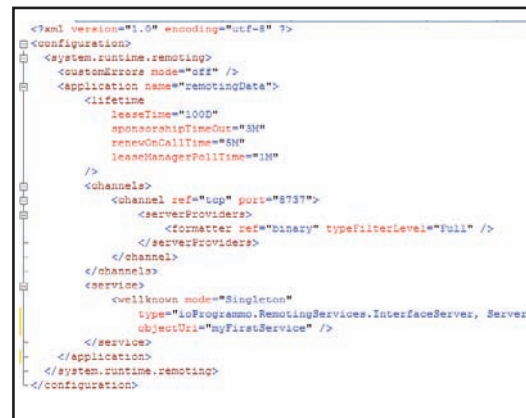 <?xml version="1.0" encoding="utf-8" ?>
<configuration>
<system.runtime.remoting>
<customErrors mode="off" />
<application name="remotingData">
<lifetime
leaseTime="100D"
sponsorshipTimeOut="3M"
renewOnCallTime="5M"
leaseManagerPollTime="1M"
/>
<channels>
<channel ref="tcp" port="8737">
<serverProviders>
<formatter ref="binary" typeFilterLevel="Full" />
</serverProviders>
</channel>
</channels>
<service>
<wellknown mode="Singleton"
type="ioProgrammo.RemotingServices.InterfaceServer, Server
objectUri="myFirstService" />
</service>
</application>
</system.runtime.remoting>
</configuration>